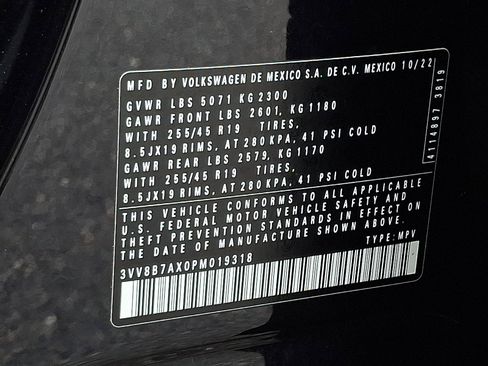 MFD BY VOLKSWAGEN DE MEXICO S.A. DE C.V. MEXICO 10/22
GVWR LBS 5071 KG 2300
GAWR FRONT LBS 2601, KG 1180
WITH 255/45 R19 TIRES,
8.5JX19 RIMS, AT 280 KPA, 41 PSI COLD
GAWR REAR LBS 2579, KG 1170
WITH 255/45 R19 TIRES,
8.5JX19 RIMS, AT 280 KPA, 41 PSI COLD
THIS VEHICLE CONFORMS TO ALL APPLICABLE
U.S. FEDERAL MOTOR VEHICLE SAFETY AND
THEFT PREVENTION STANDARDS IN EFFECT ON
THE DATE OF MANUFACTURE SHOWN ABOVE.
3VV8B7AX0PM019318 TYPE: MPV
41114897 3819